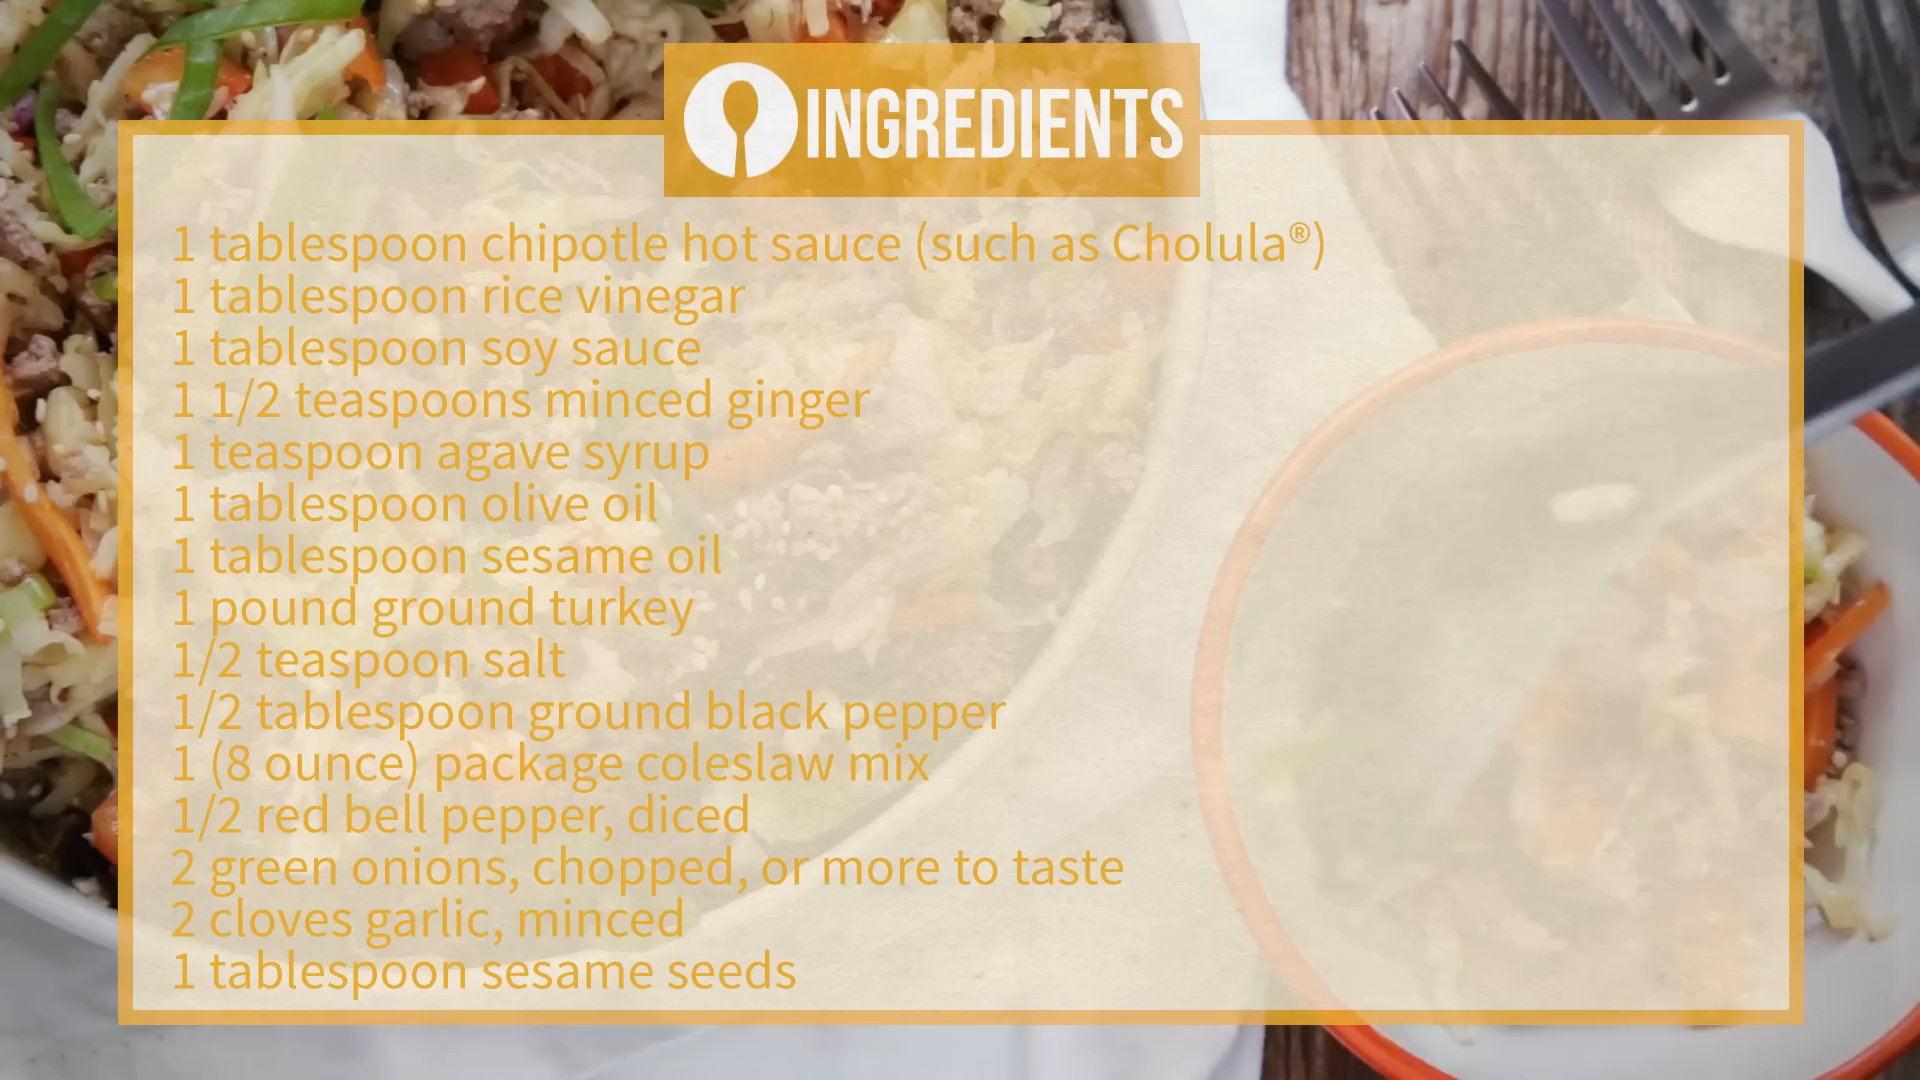 INGREDIENTS
1 tablespoon chipotle hot sauce (such as Cholula®)
1 tablespoon rice vinegar
1 tablespoon soy sauce
1 1/2 teaspoons minced ginger
1 teaspoon agave syrup
1 tablespoon olive oil
1 tablespoon sesame oil
1 pound ground turkey
1/2 teaspoon salt
1/2 tablespoon ground black pepper
1 (8 ounce) package coleslaw mix
1/2 red bell pepper, diced
2 green onions, chopped, or more to taste
2 cloves garlic, minced
1 tablespoon sesame seeds